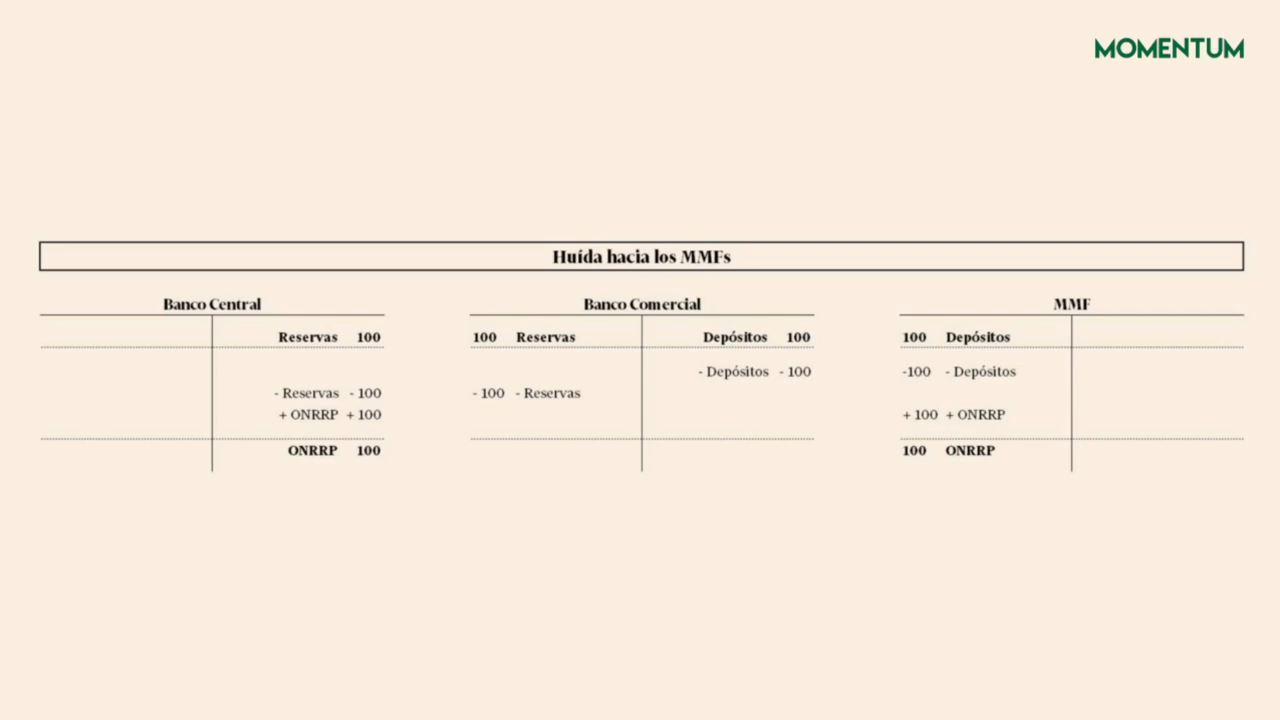 MOMENTUM
Huída hacia los MMFs
Banco Central
Reservas 100
- Reservas - 100
+ ONRRP + 100
ONRRP 100
Banco Comercial
100 Reservas Depósitos 100
- Depósitos - 100
- 100 - Reservas
MMF
100 Depósitos
-100 - Depósitos
+ 100 + ONRRP
100 ONRRP